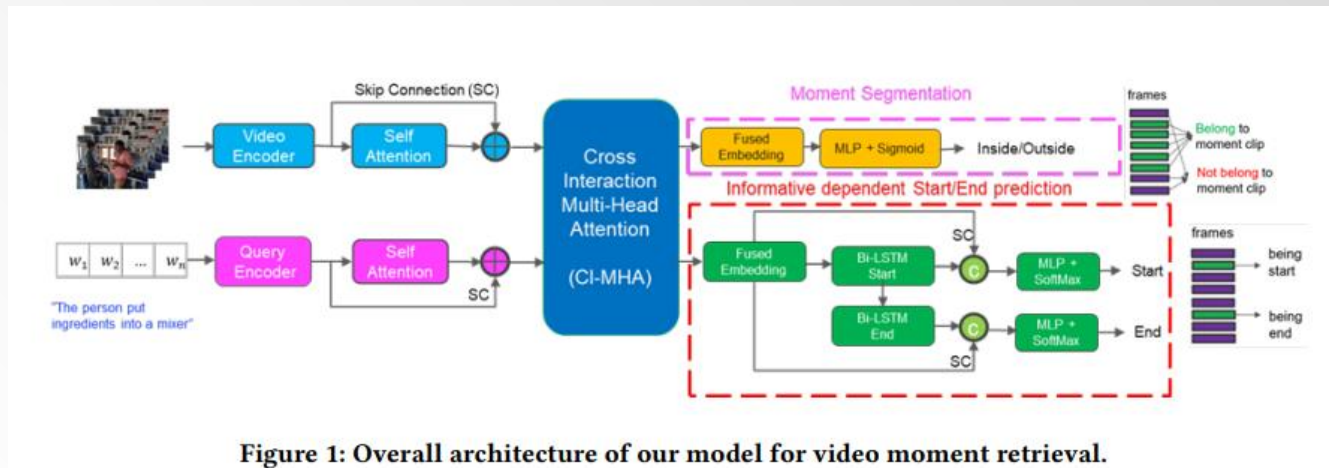 Skip Connection (SC)
Video
Encoder
Self
Attention
Cross
Interaction
Multi-Head
Attention
(CI-MHA)
w₁ w₂ ... wₙ
Query
Encoder
Self
Attention
SC
"The person put
ingredients into a mixer"
Moment Segmentation
Fused
Embedding
MLP + Sigmoid
Inside/Outside
frames
Belong to
moment clip
Not belong to
moment clip
Informative dependent Start/End prediction
Fused
Embedding
Bi-LSTM
Start
SC
C
MLP +
SoftMax
Start
Bi-LSTM
End
C
SC
MLP +
SoftMax
End
frames
being
start
being
end
Figure 1: Overall architecture of our model for video moment retrieval.